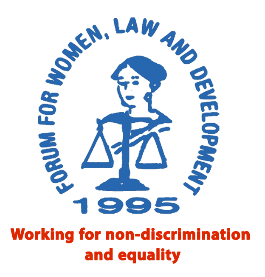 FORUM FOR WOMEN, LAW AND DEVELOPMENT
1995
Working for non-discrimination
and equality